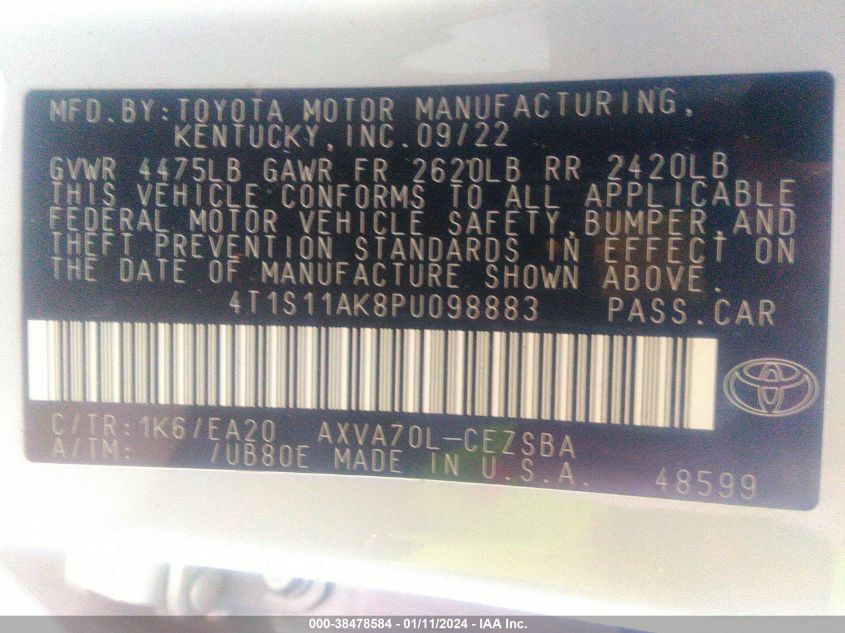 MFD.BY:TOYOTA MOTOR MANUFACTURING,
KENTUCKY,INC.09/22
GVWR 4475LB GAWR FR 2620LB RR 2420LB
THIS VEHICLE CONFORMS TO ALL APPLICABLE
FEDERAL MOTOR VEHICLE SAFETY,BUMPER,AND
THEFT PREVENTION STANDARDS IN EFFECT ON
THE DATE OF MANUFACTURE SHOWN ABOVE.
4T1S11AK8PU098883 PASS.CAR
C/TR:1K6/EA20 AXVA70L-CEZSBA
A/TM: /UB80E MADE IN U.S.A.
48599
000-38478584 - 01/11/2024 - IAA Inc.